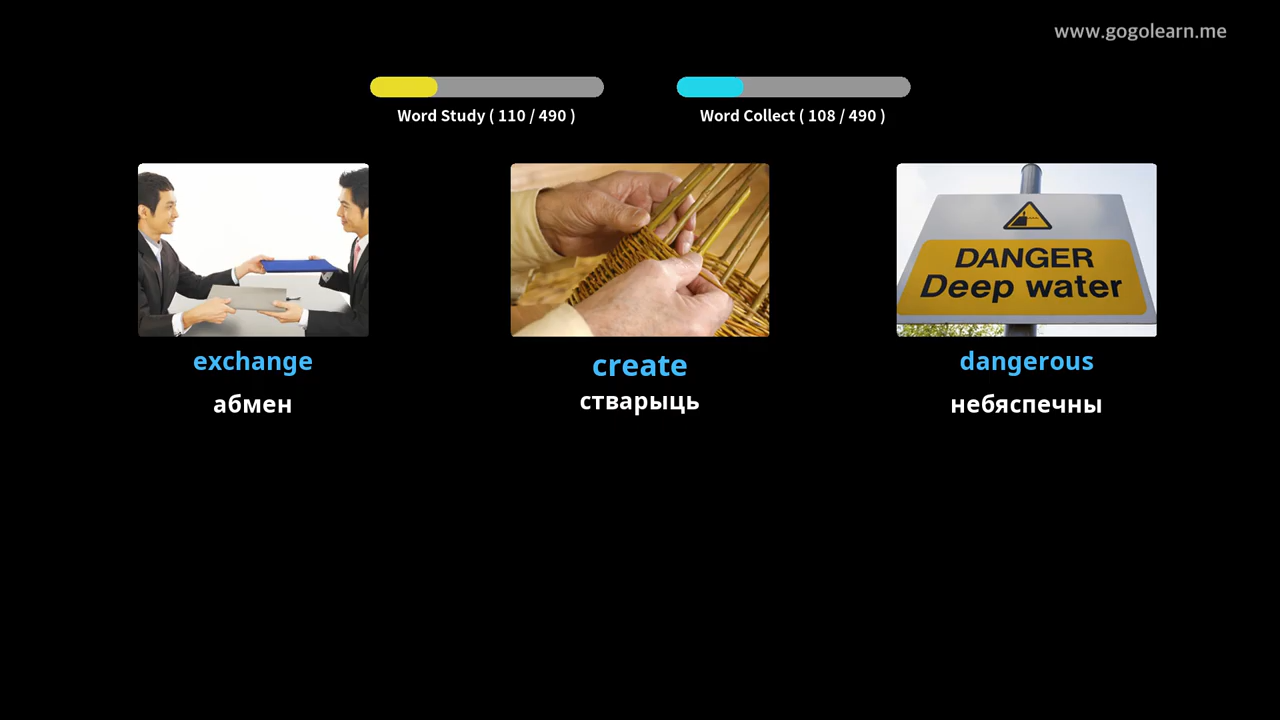 www.gogolearn.me
Word Study ( 110 / 490 )
Word Collect ( 108 / 490 )
DANGER
Deep water
exchange
create
dangerous
абмен
стварыць
небяспечны